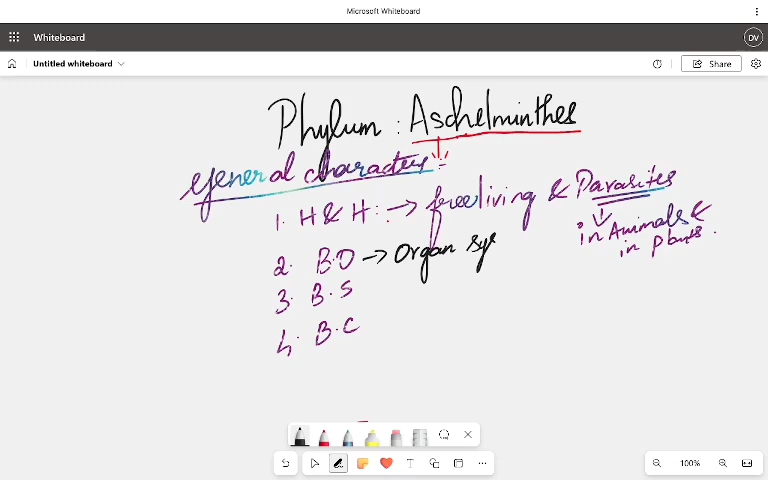 Microsoft Whiteboard
Whiteboard
DV
Untitled whiteboard
Share
Phylum : Aschelminthes
General characters :-
1. H & H :-> freeliving & Parasites
in Animals &
in plants.
2. B.O -> Organ sys
3. B.S
4. B.C
100%